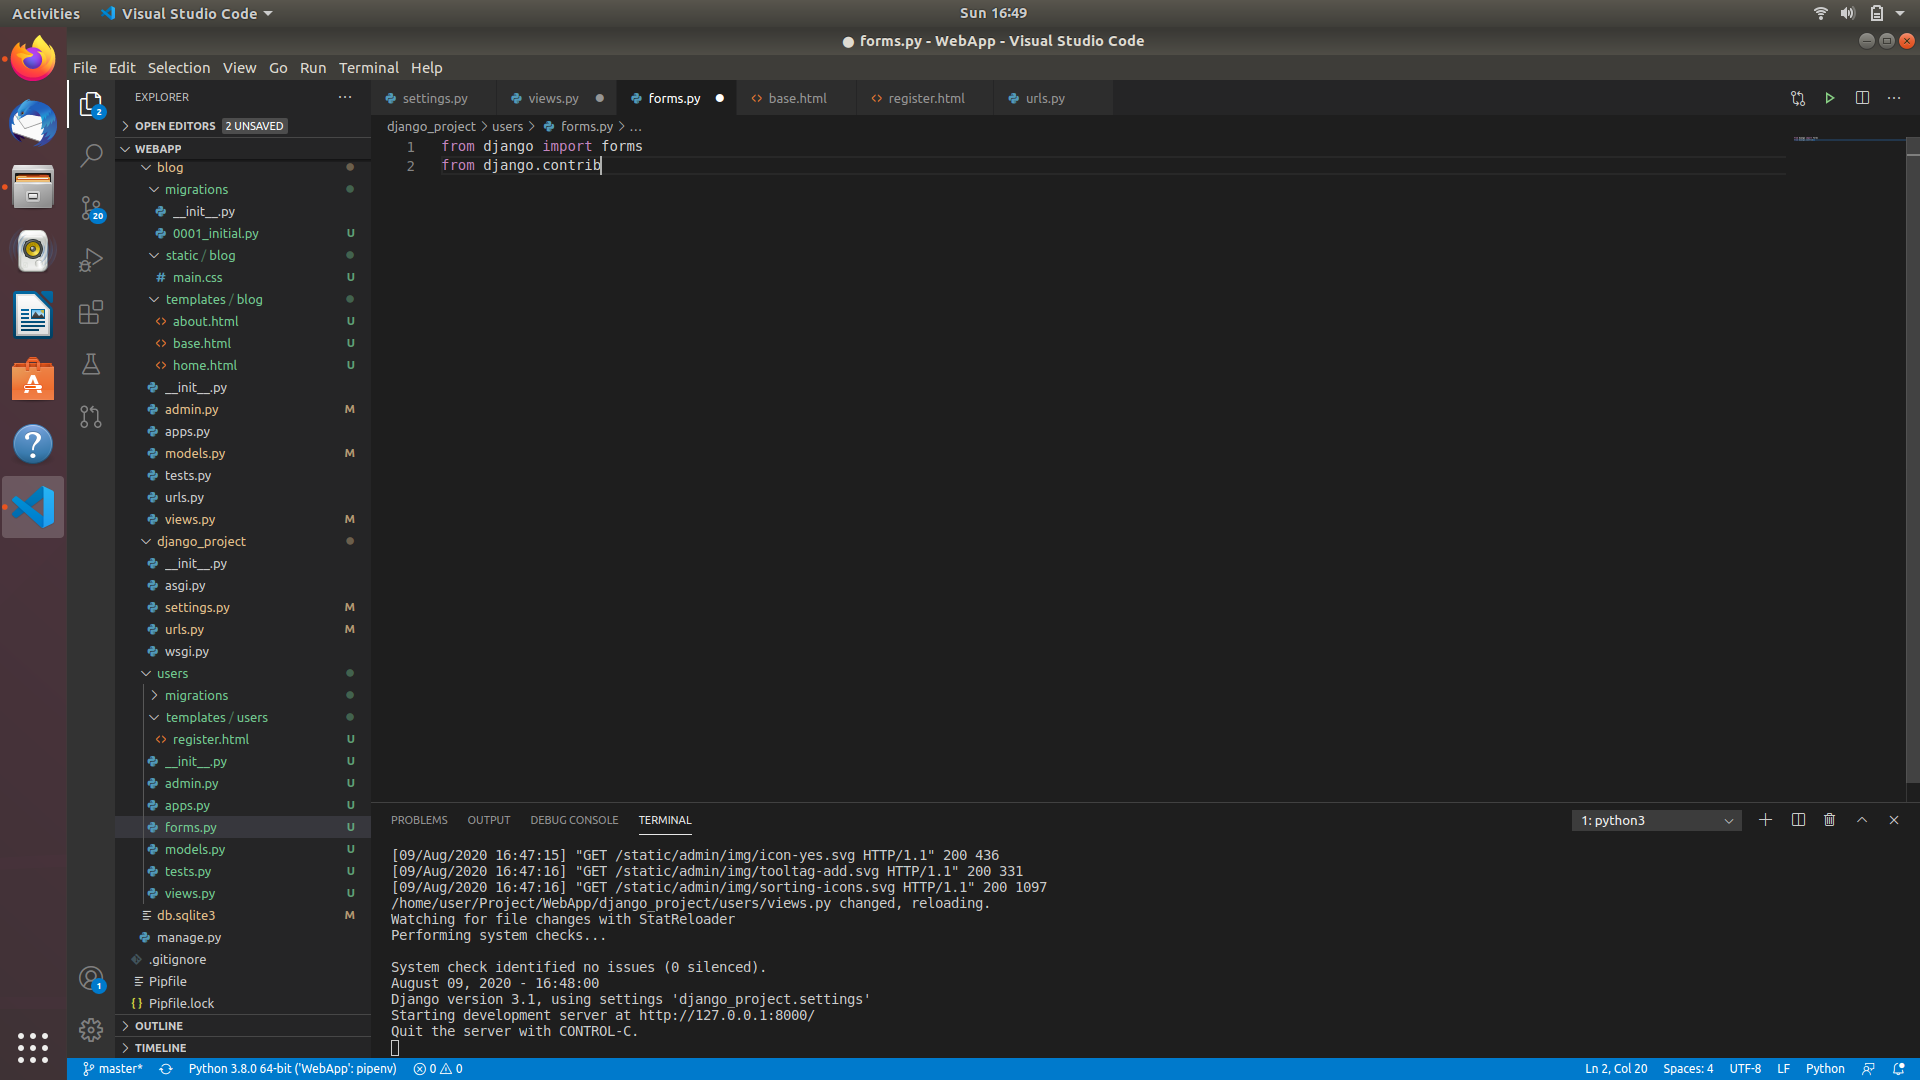 Activities
Visual Studio Code
Sun 16:49
● forms.py - WebApp - Visual Studio Code
File Edit Selection View Go Run Terminal Help
EXPLORER
OPEN EDITORS 2 UNSAVED
WEBAPP
blog
migrations
__init__.py
0001_initial.py U
static / blog
main.css U
templates / blog
about.html U
base.html U
home.html U
__init__.py
admin.py M
apps.py
models.py M
tests.py
urls.py
views.py M
django_project
__init__.py
asgi.py
settings.py M
urls.py M
wsgi.py
users
migrations
templates / users
register.html U
__init__.py U
admin.py U
apps.py U
forms.py U
models.py U
tests.py U
views.py U
db.sqlite3 M
manage.py
.gitignore
Pipfile
Pipfile.lock
OUTLINE
TIMELINE
2
20
1
settings.py views.py forms.py base.html register.html urls.py
django_project > users > forms.py > ...
1 from django import forms
2 from django.contrib
PROBLEMS OUTPUT DEBUG CONSOLE TERMINAL
1: python3
[09/Aug/2020 16:47:15] "GET /static/admin/img/icon-yes.svg HTTP/1.1" 200 436
[09/Aug/2020 16:47:16] "GET /static/admin/img/tooltag-add.svg HTTP/1.1" 200 331
[09/Aug/2020 16:47:16] "GET /static/admin/img/sorting-icons.svg HTTP/1.1" 200 1097
/home/user/Project/WebApp/django_project/users/views.py changed, reloading.
Watching for file changes with StatReloader
Performing system checks...
System check identified no issues (0 silenced).
August 09, 2020 - 16:48:00
Django version 3.1, using settings 'django_project.settings'
Starting development server at http://127.0.0.1:8000/
Quit the server with CONTROL-C.
master* Python 3.8.0 64-bit ('WebApp': pipenv) 0 0
Ln 2, Col 20 Spaces: 4 UTF-8 LF Python